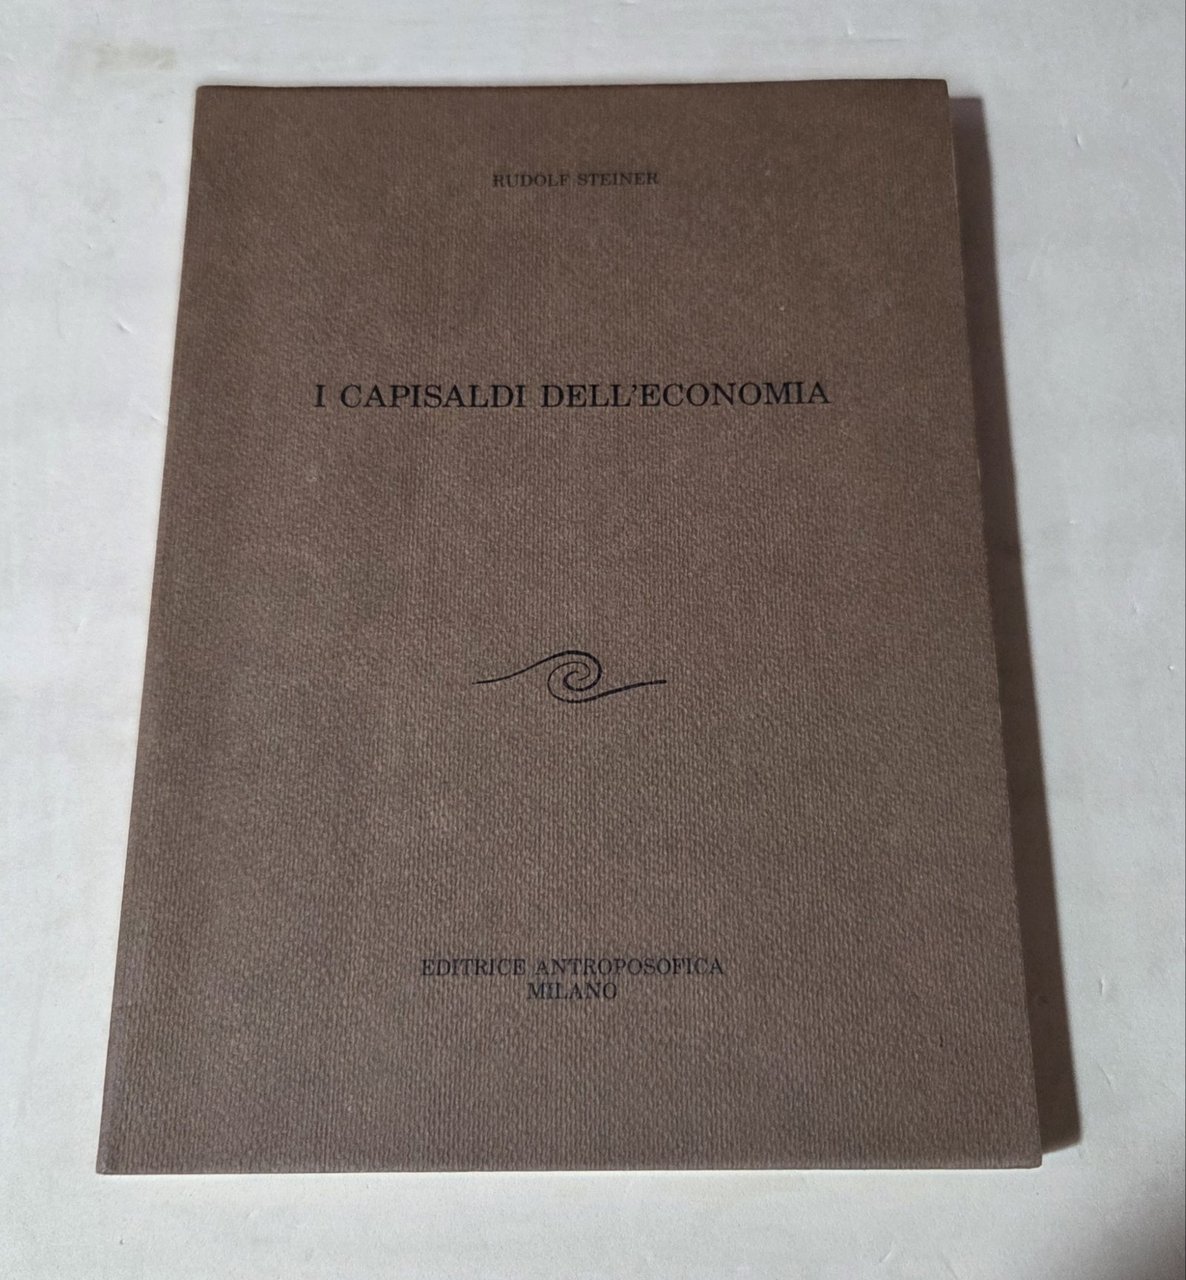 RUDOLF STEINER
I CAPISALDI DELL'ECONOMIA
EDITRICE ANTROPOSOFICA
MILANO